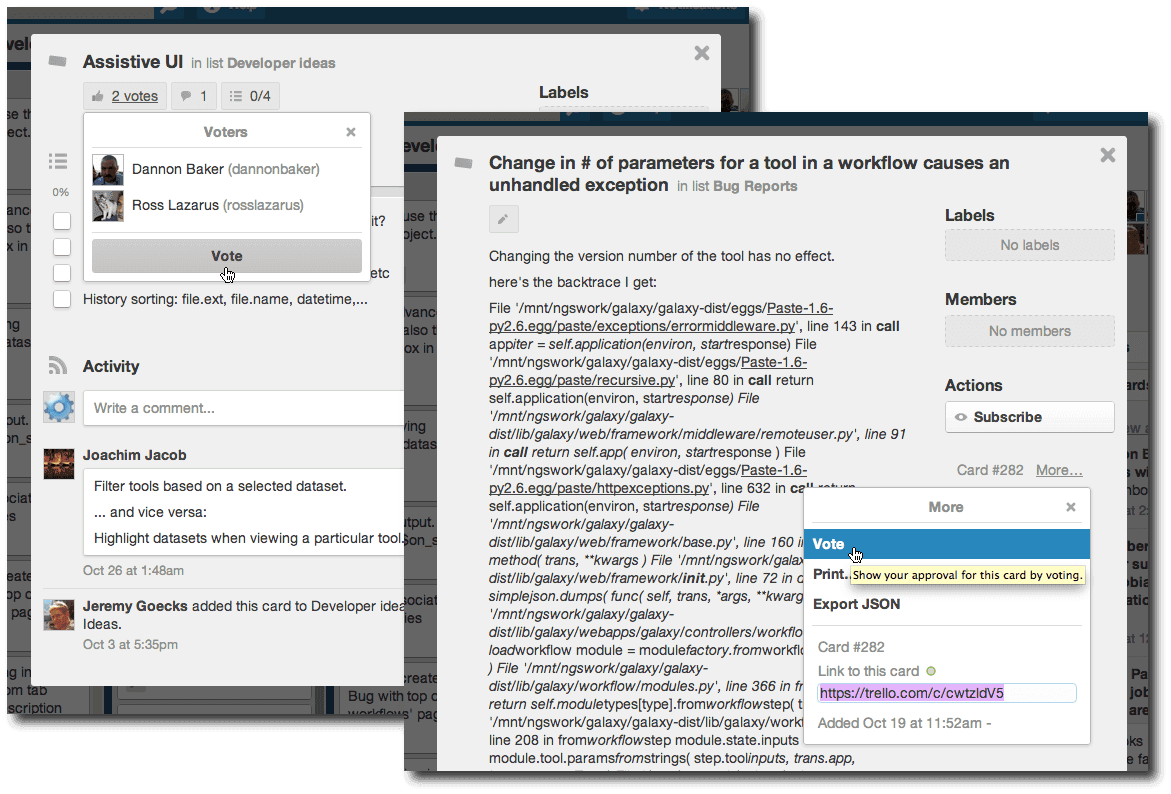 Assistive UI in list Developer ideas
2 votes 1 0/4
Labels
Voters
Dannon Baker (dannonbaker)
Ross Lazarus (rosslazarus)
0%
it?
Vote
etc
History sorting: file.ext, file.name, datetime,...
Activity
Write a comment...
Joachim Jacob
Filter tools based on a selected dataset.
... and vice versa:
Highlight datasets when viewing a particular tool.
Oct 26 at 1:48am
Jeremy Goecks added this card to Developer idea
Ideas.
Oct 3 at 5:35pm
Change in # of parameters for a tool in a workflow causes an
unhandled exception in list Bug Reports
Changing the version number of the tool has no effect.
here's the backtrace I get:
File '/mnt/ngswork/galaxy/galaxy-dist/eggs/Paste-1.6-
py2.6.egg/paste/exceptions/errormiddleware.py', line 143 in call
appiter = self.application(environ, startresponse) File
'/mnt/ngswork/galaxy/galaxy-dist/eggs/Paste-1.6-
py2.6.egg/paste/recursive.py', line 80 in call return
self.application(environ, startresponse) File
'/mnt/ngswork/galaxy/galaxy-
dist/lib/galaxy/web/framework/middleware/remoteuser.py', line 91
in call return self.app( environ, startresponse ) File
'/mnt/ngswork/galaxy/galaxy-dist/eggs/Paste-1.6-
py2.6.egg/paste/httpexceptions.py', line 632 in call return
self.application(environ, startresponse) File
'/mnt/ngswork/galaxy/galaxy-
dist/lib/galaxy/web/framework/base.py', line 160 i
method( trans, **kwargs ) File '/mnt/ngswork/gala
dist/lib/galaxy/web/framework/init.py', line 72 in d
simplejson.dumps( func( self, trans, *args, **kwarg
'/mnt/ngswork/galaxy/galaxy-
dist/lib/galaxy/webapps/galaxy/controllers/workflo
loadworkflow module = modulefactory.fromworkflo
) File '/mnt/ngswork/galaxy/galaxy-
dist/lib/galaxy/workflow/modules.py', line 366 in fr
return self.moduletypes[type].fromworkflowstep( t
'/mnt/ngswork/galaxy/galaxy-dist/lib/galaxy/work
line 208 in fromworkflowstep module.state.inputs
module.tool.paramsfromstrings( step.toolinputs, trans.app,
Labels
No labels
Members
No members
Actions
Subscribe
Card #282 More...
More
Vote
Show your approval for this card by voting.
Print..
Export JSON
Card #282
Link to this card
https://trello.com/c/cwtzIdV5
Added Oct 19 at 11:52am -